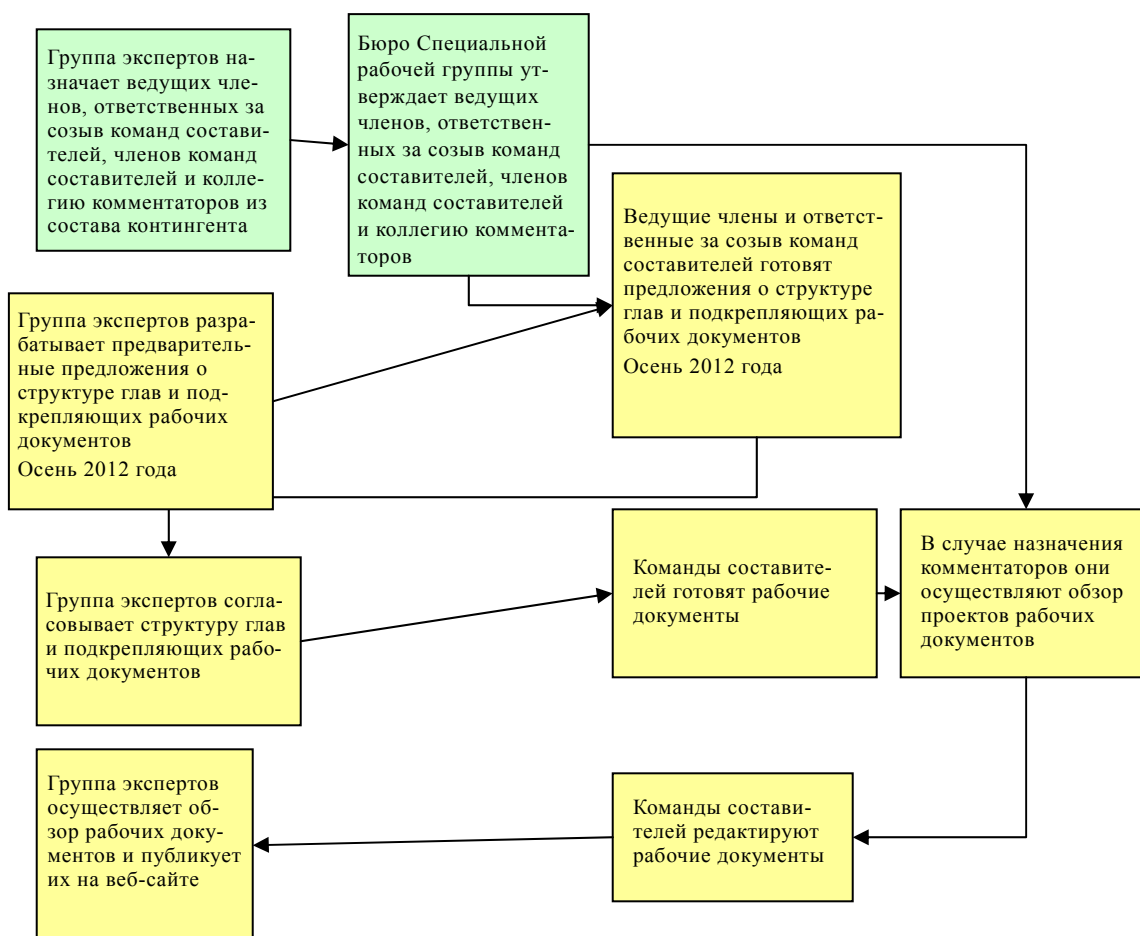 Группа экспертов на-
значает ведущих чле-
нов, ответственных за
созыв команд состави-
телей, членов команд
составителей и колле-
гию комментаторов из
состава контингента
Бюро Специальной
рабочей группы ут-
верждает ведущих
членов, ответствен-
ных за созыв команд
составителей, членов
команд составителей
и коллегию коммента-
торов
Ведущие члены и ответст-
венные за созыв команд
составителей готовят
предложения о структуре
глав и подкрепляющих ра-
бочих документов
Осень 2012 года
Группа экспертов разра-
батывает предваритель-
ные предложения о
структуре глав и под-
крепляющих рабочих
документов
Осень 2012 года
Группа экспертов согла-
совывает структуру глав
и подкрепляющих рабо-
чих документов
Команды составите-
лей готовят рабочие
документы
В случае назначения
комментаторов они
осуществляют обзор
проектов рабочих
документов
Группа экспертов
осуществляет об-
зор рабочих доку-
ментов и публикует
их на веб-сайте
Команды состави-
телей редактируют
рабочие документы